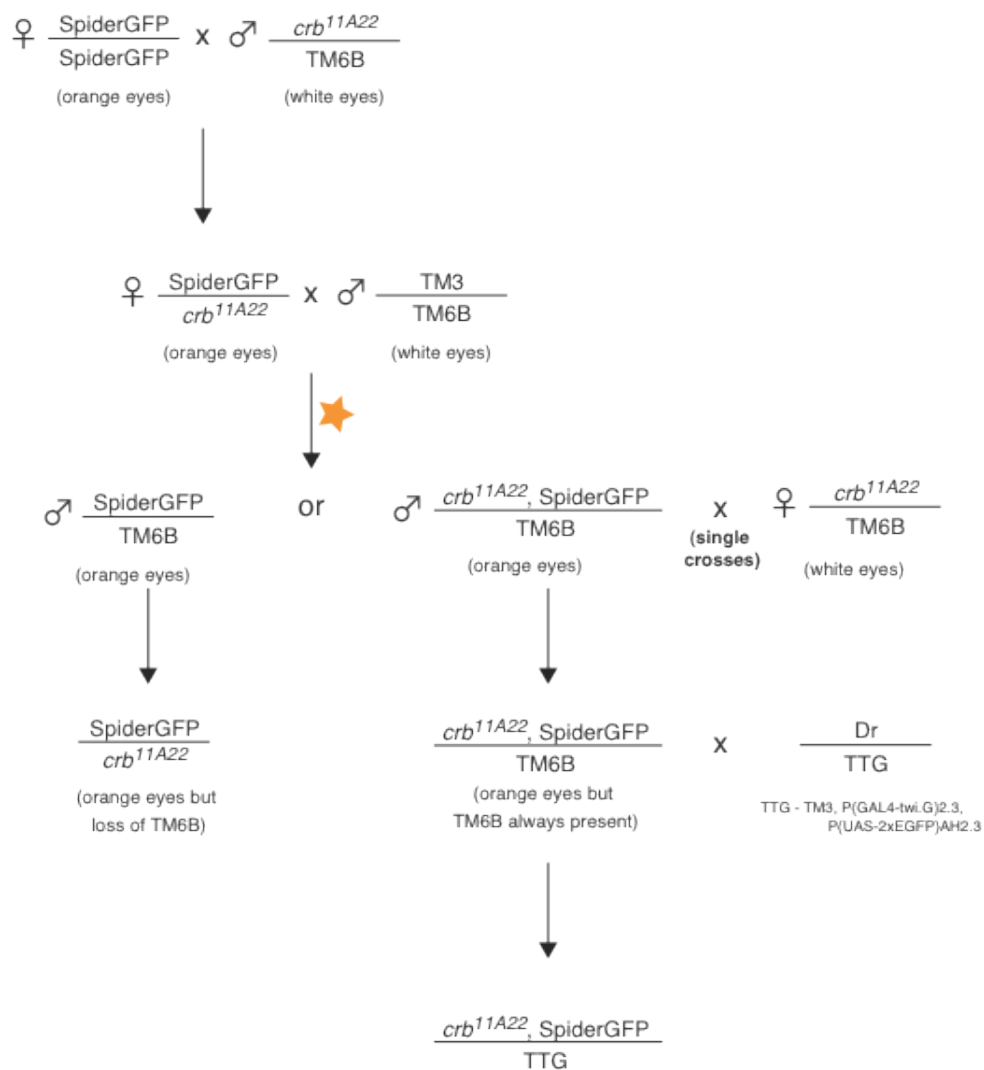 ♀ SpiderGFP x ♂ crb11A22
SpiderGFP TM6B
(orange eyes) (white eyes)
♀ SpiderGFP x ♂ TM3
crb11A22 TM6B
(orange eyes) (white eyes)
♂ SpiderGFP or ♂ crb11A22, SpiderGFP x ♀ crb11A22
TM6B TM6B (single TM6B
crosses)
(orange eyes) (orange eyes) (white eyes)
SpiderGFP crb11A22, SpiderGFP x Dr
crb11A22 TM6B TTG
(orange eyes but (orange eyes but TTG - TM3, P(GAL4-twi.G)2.3,
loss of TM6B) TM6B always present) P(UAS-2xEGFP)AH2.3
crb11A22, SpiderGFP
TTG